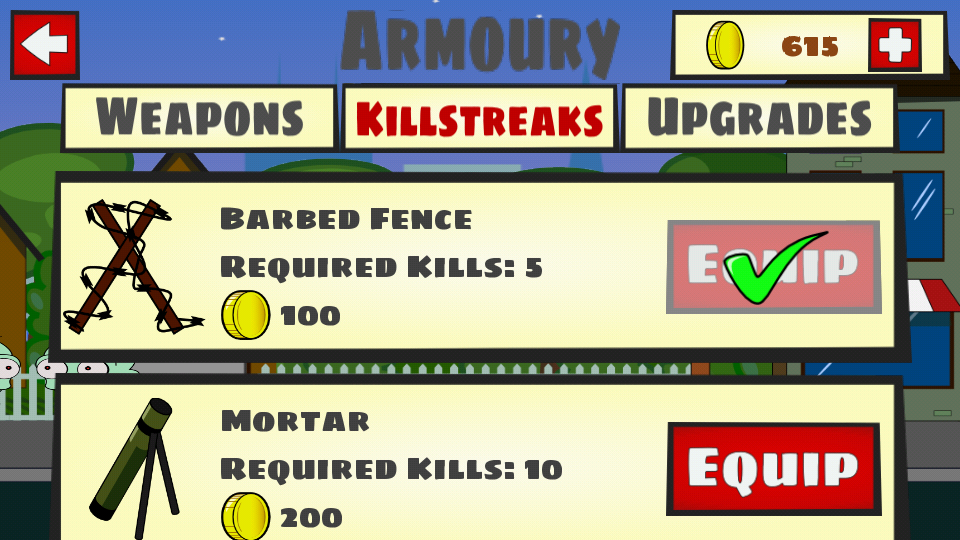 Armoury
615
Weapons
Killstreaks
Upgrades
Barbed Fence
Required Kills: 5
100
Equip
Mortar
Required Kills: 10
200
Equip